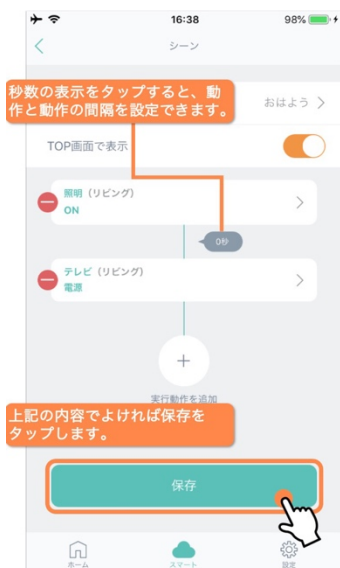 16:38
98%
シーン
秒数の表示をタップすると、動
作と動作の間隔を設定できます。
おはよう
TOP画面で表示
照明（リビング）
ON
0秒
テレビ（リビング）
電源
実行動作を追加
上記の内容でよければ保存を
タップします。
保存
ホーム
スマート
設定